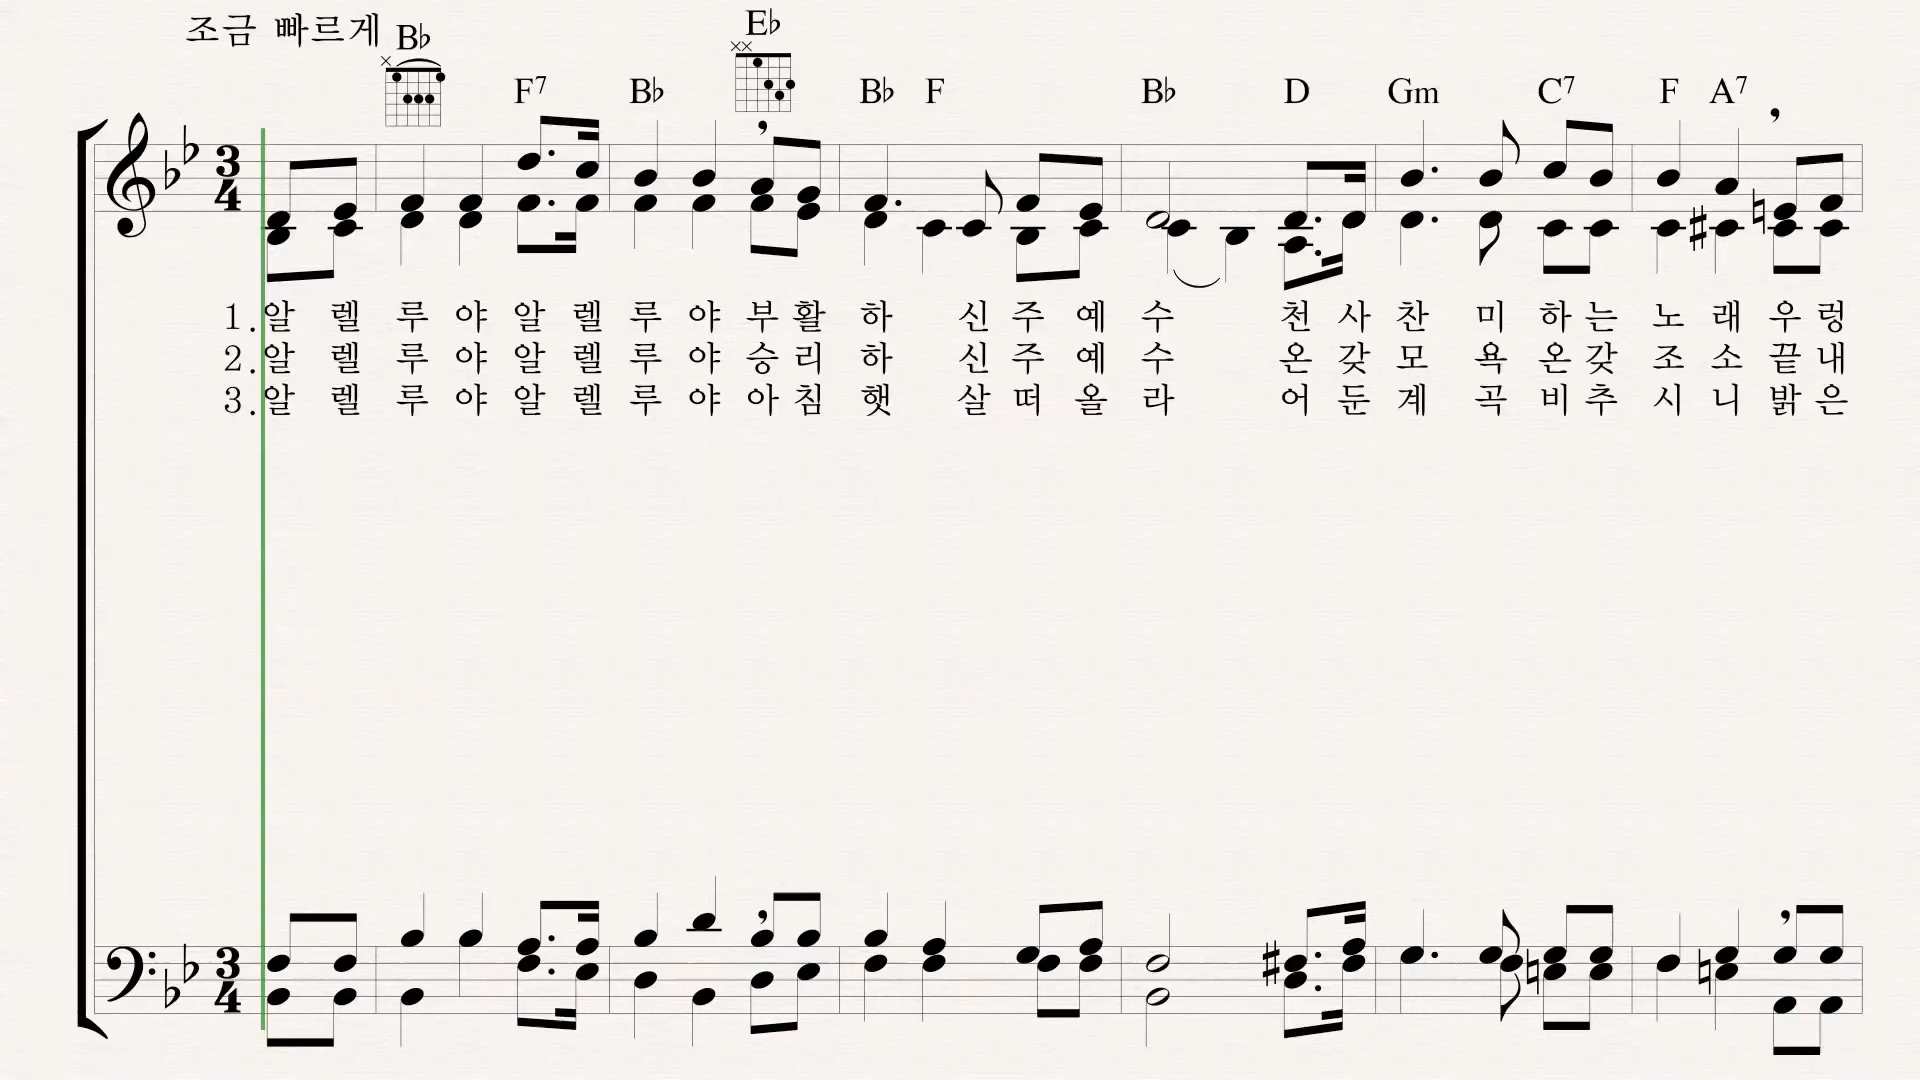 조금 빠르게
B♭ F7 B♭ E♭ B♭ F B♭ D Gm C7 F A7
3
4
1. 알 렐 루 야 알 렐 루 야 부 활 하 신 주 예 수 천 사 찬 미 하 는 노 래 우 렁
2. 알 렐 루 야 알 렐 루 야 승 리 하 신 주 예 수 온 갖 모 욕 온 갖 조 소 끝 내
3. 알 렐 루 야 알 렐 루 야 아 침 햇 살 떠 올 라 어 둔 계 곡 비 추 시 니 밝 은
3
4